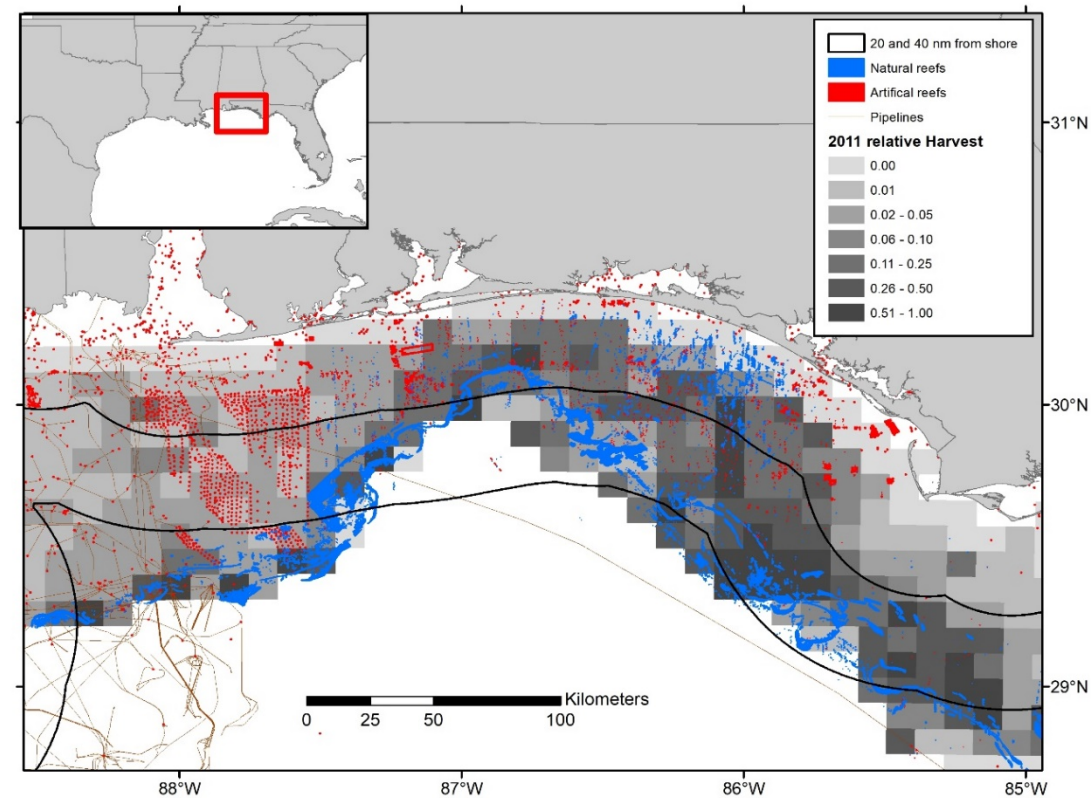 20 and 40 nm from shore
Natural reefs
Artifical reefs
Pipelines
2011 relative Harvest
0.00
0.01
0.02 - 0.05
0.06 - 0.10
0.11 - 0.25
0.26 - 0.50
0.51 - 1.00
31°N
30°N
29°N
Kilometers
0 25 50 100
88°W 87°W 86°W 85°W